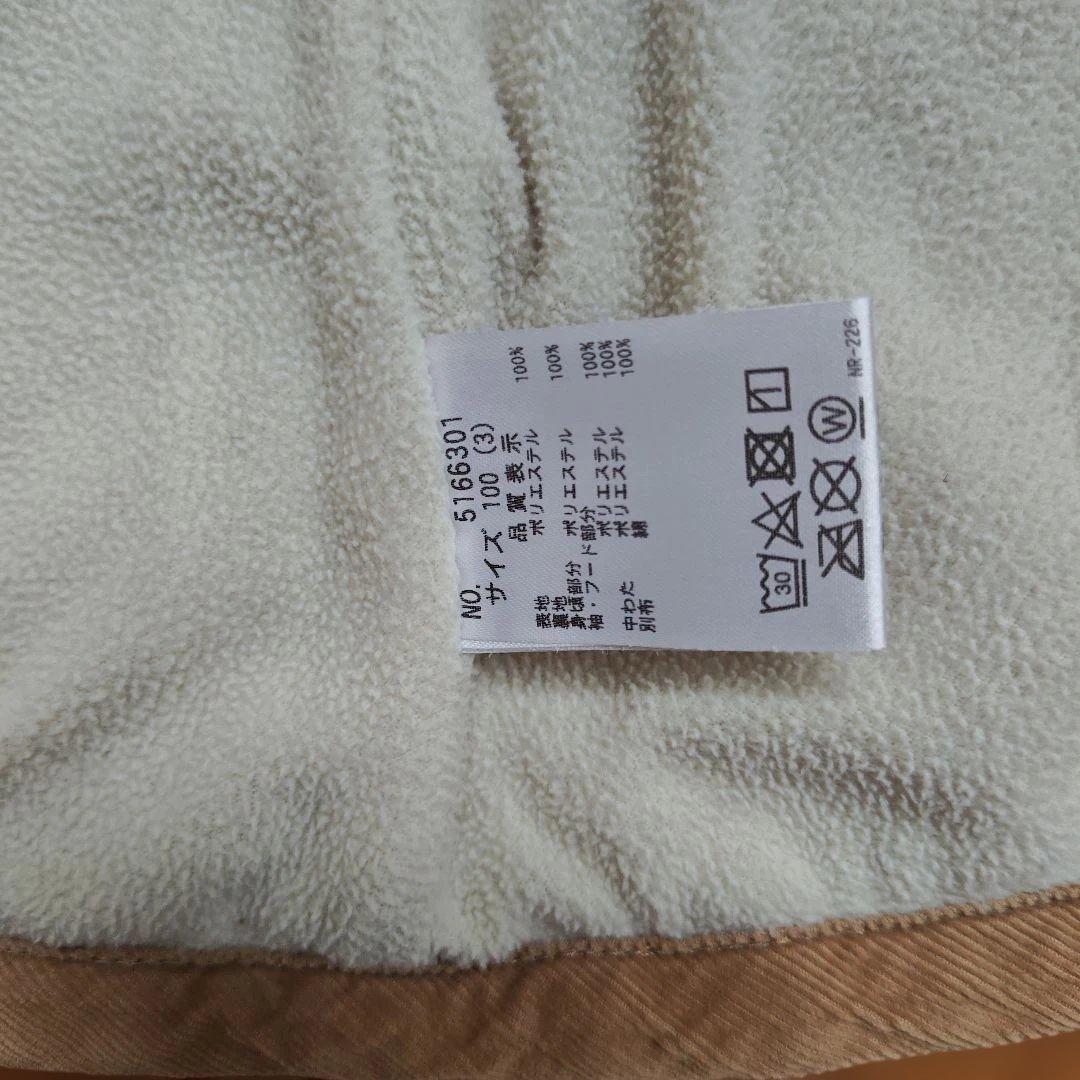 NO. 5166301
サイズ 100 (3)
品質表示
表地 ポリエステル 100%
裏地
身頃部分 ポリエステル 100%
袖・フード部分
ポリエステル 100%
中わた ポリエステル 100%
別布 綿 100%
30
W
NR-226